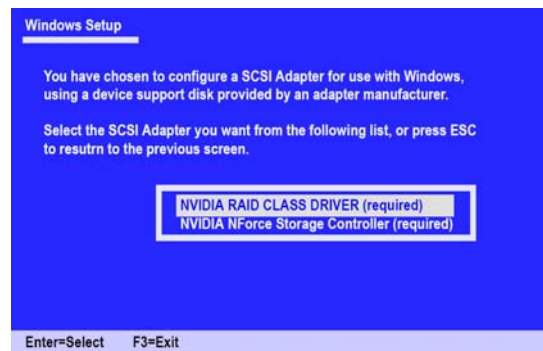 Windows Setup
You have chosen to configure a SCSI Adapter for use with Windows,
using a device support disk provided by an adapter manufacturer.
Select the SCSI Adapter you want from the following list, or press ESC
to resutrn to the previous screen.
NVIDIA RAID CLASS DRIVER (required)
NVIDIA NForce Storage Controller (required)
Enter=Select F3=Exit